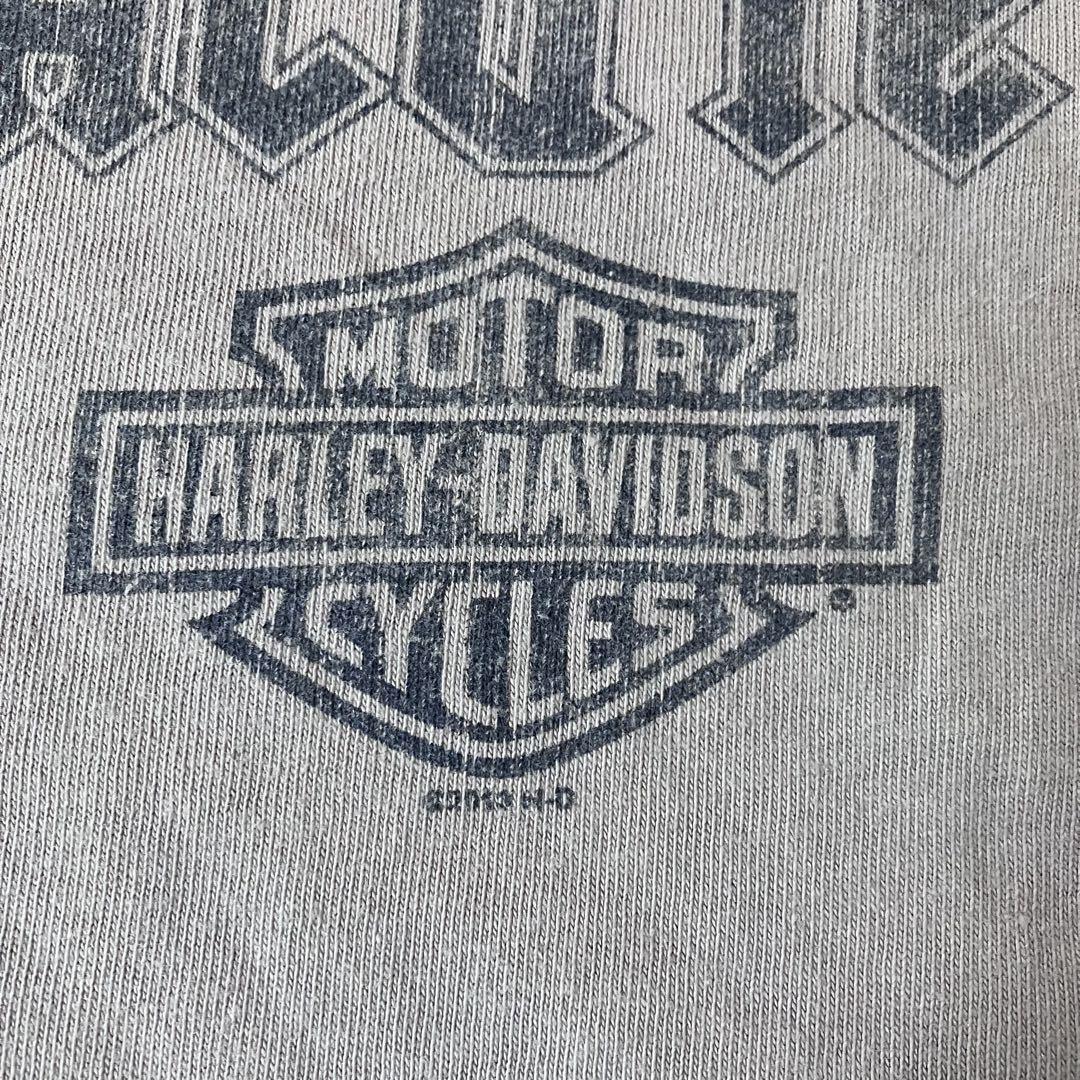 MOTOR
HARLEY-DAVIDSON
CYCLES
®
©2013 H-D